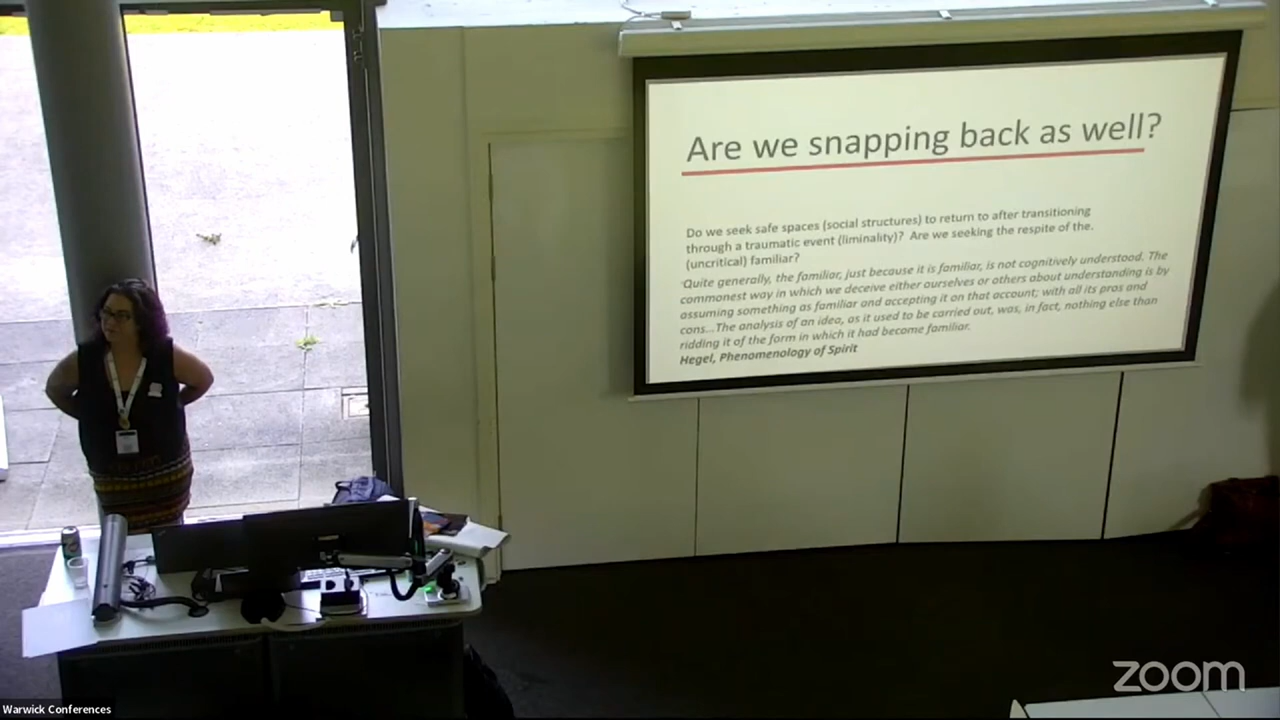 Are we snapping back as well?
Do we seek safe spaces (social structures) to return to after transitioning
through a traumatic event (liminality)? Are we seeking the respite of the.
(uncritical) familiar?
'Quite generally, the familiar, just because it is familiar, is not cognitively understood. The
commonest way in which we deceive either ourselves or others about understanding is by
assuming something as familiar and accepting it on that account; with all its pros and
cons...The analysis of an idea, as it used to be carried out, was, in fact, nothing else than
ridding it of the form in which it had become familiar.
Hegel, Phenomenology of Spirit
zoom
Warwick Conferences